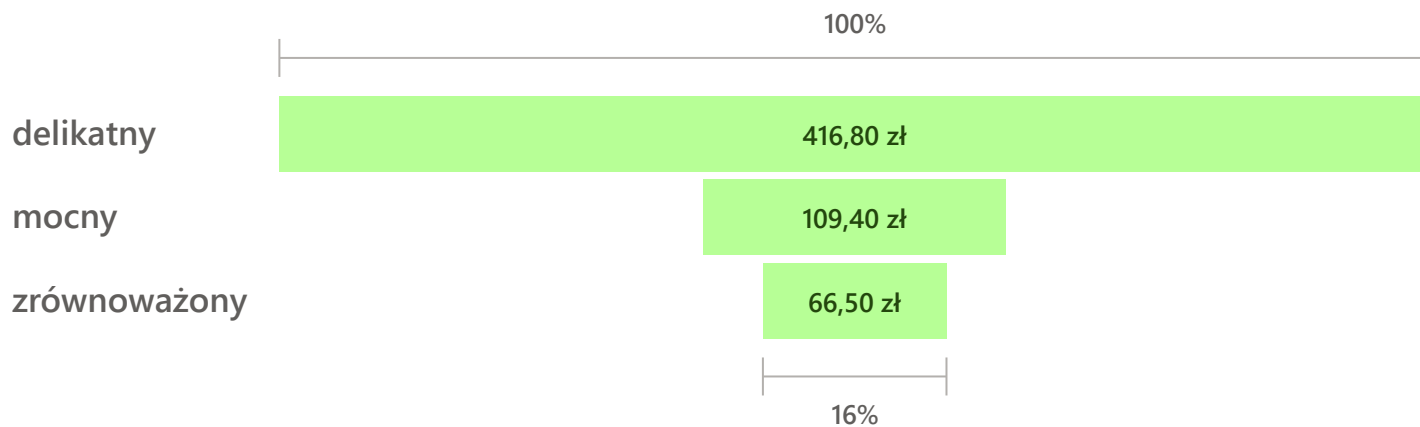 100%
delikatny 416,80 zł
mocny 109,40 zł
zrównoważony 66,50 zł
16%